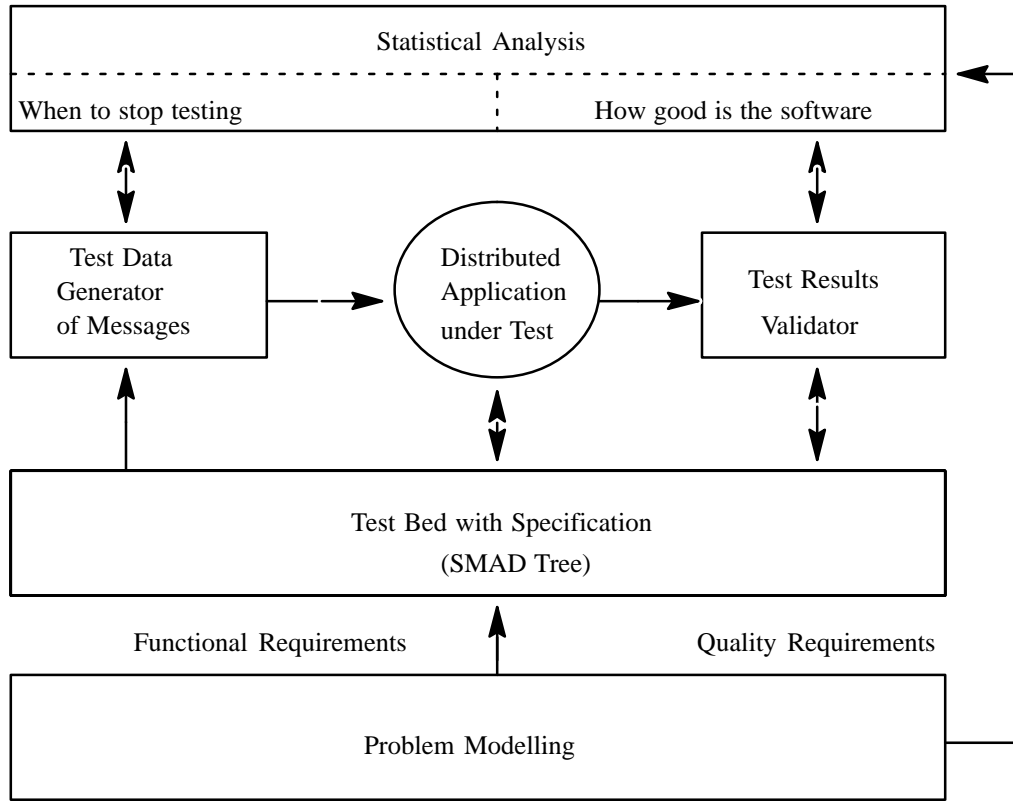 Statistical Analysis
When to stop testing
How good is the software
Test Data
Generator
of Messages
Distributed
Application
under Test
Test Results
Validator
Test Bed with Specification
(SMAD Tree)
Functional Requirements
Quality Requirements
Problem Modelling